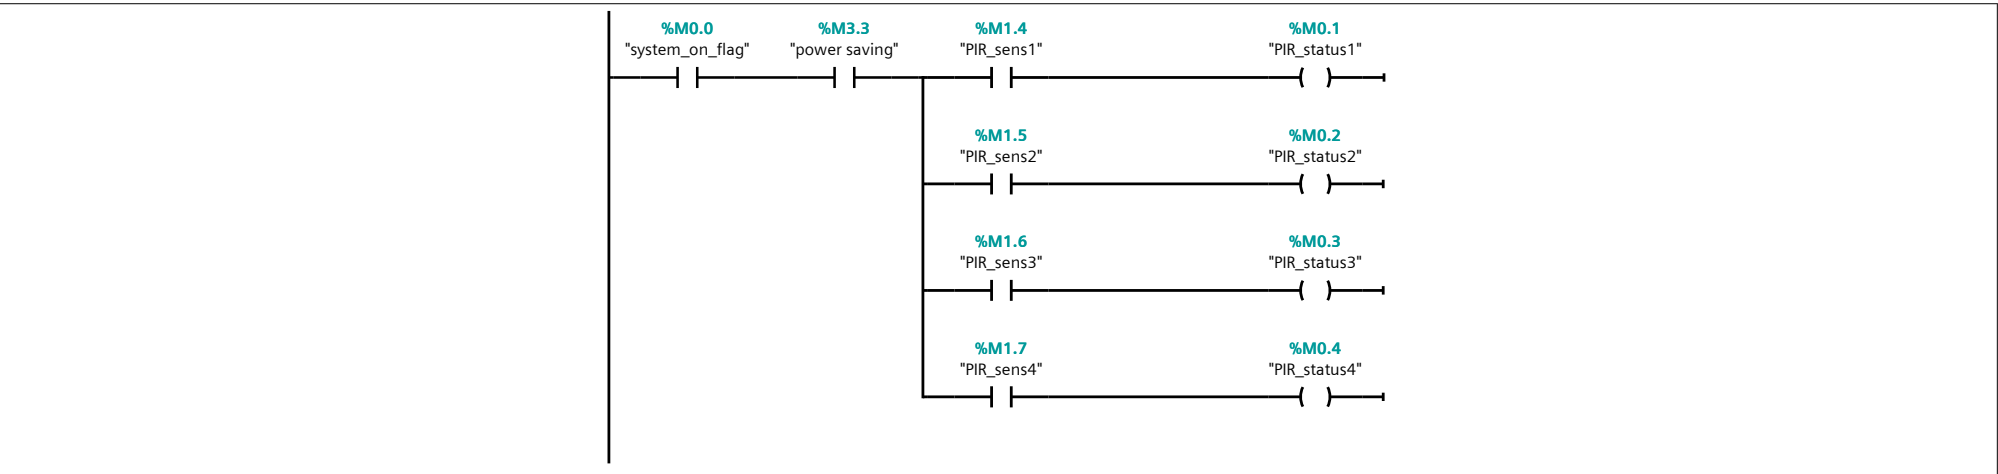 %M0.0 %M3.3 %M1.4 %M0.1
"system_on_flag" "power saving" "PIR_sens1" "PIR_status1"
%M1.5 %M0.2
"PIR_sens2" "PIR_status2"
%M1.6 %M0.3
"PIR_sens3" "PIR_status3"
%M1.7 %M0.4
"PIR_sens4" "PIR_status4"